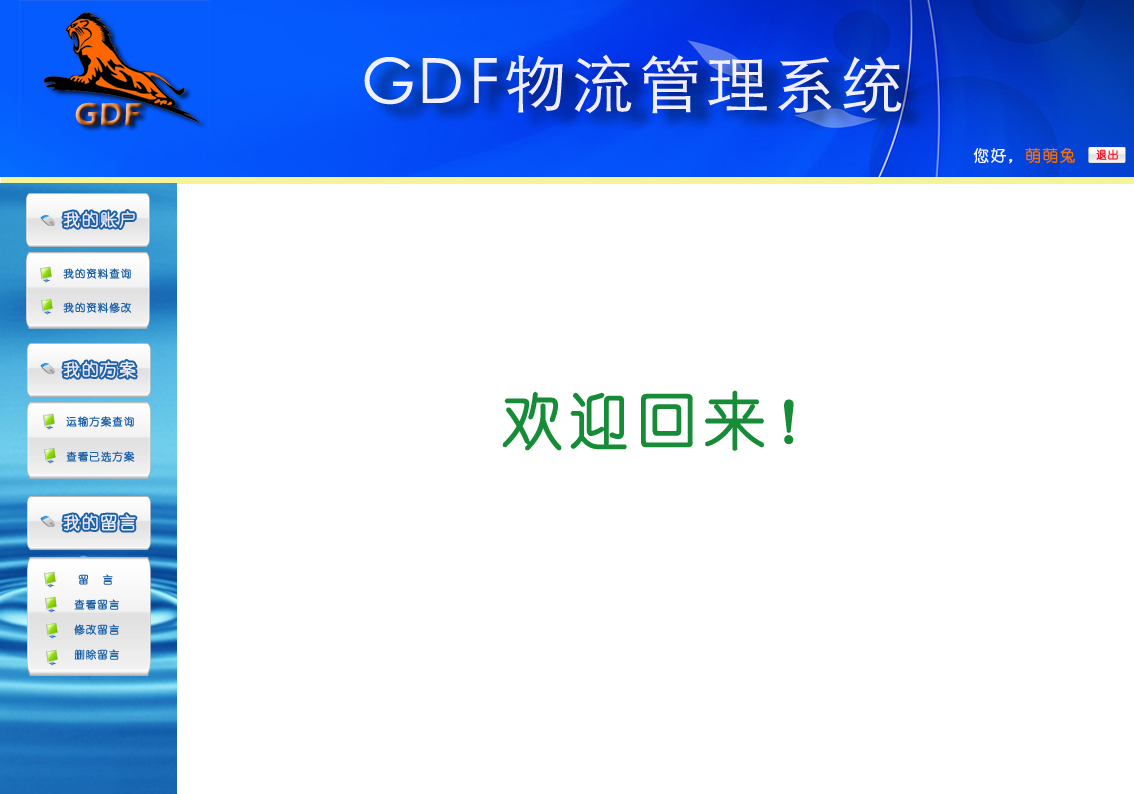 GDF
GDF物流管理系统
您好，萌萌兔 退出
我的账户
我的资料查询
我的资料修改
我的方案
运输方案查询
查看已选方案
我的留言
留 言
查看留言
修改留言
删除留言
欢迎回来！